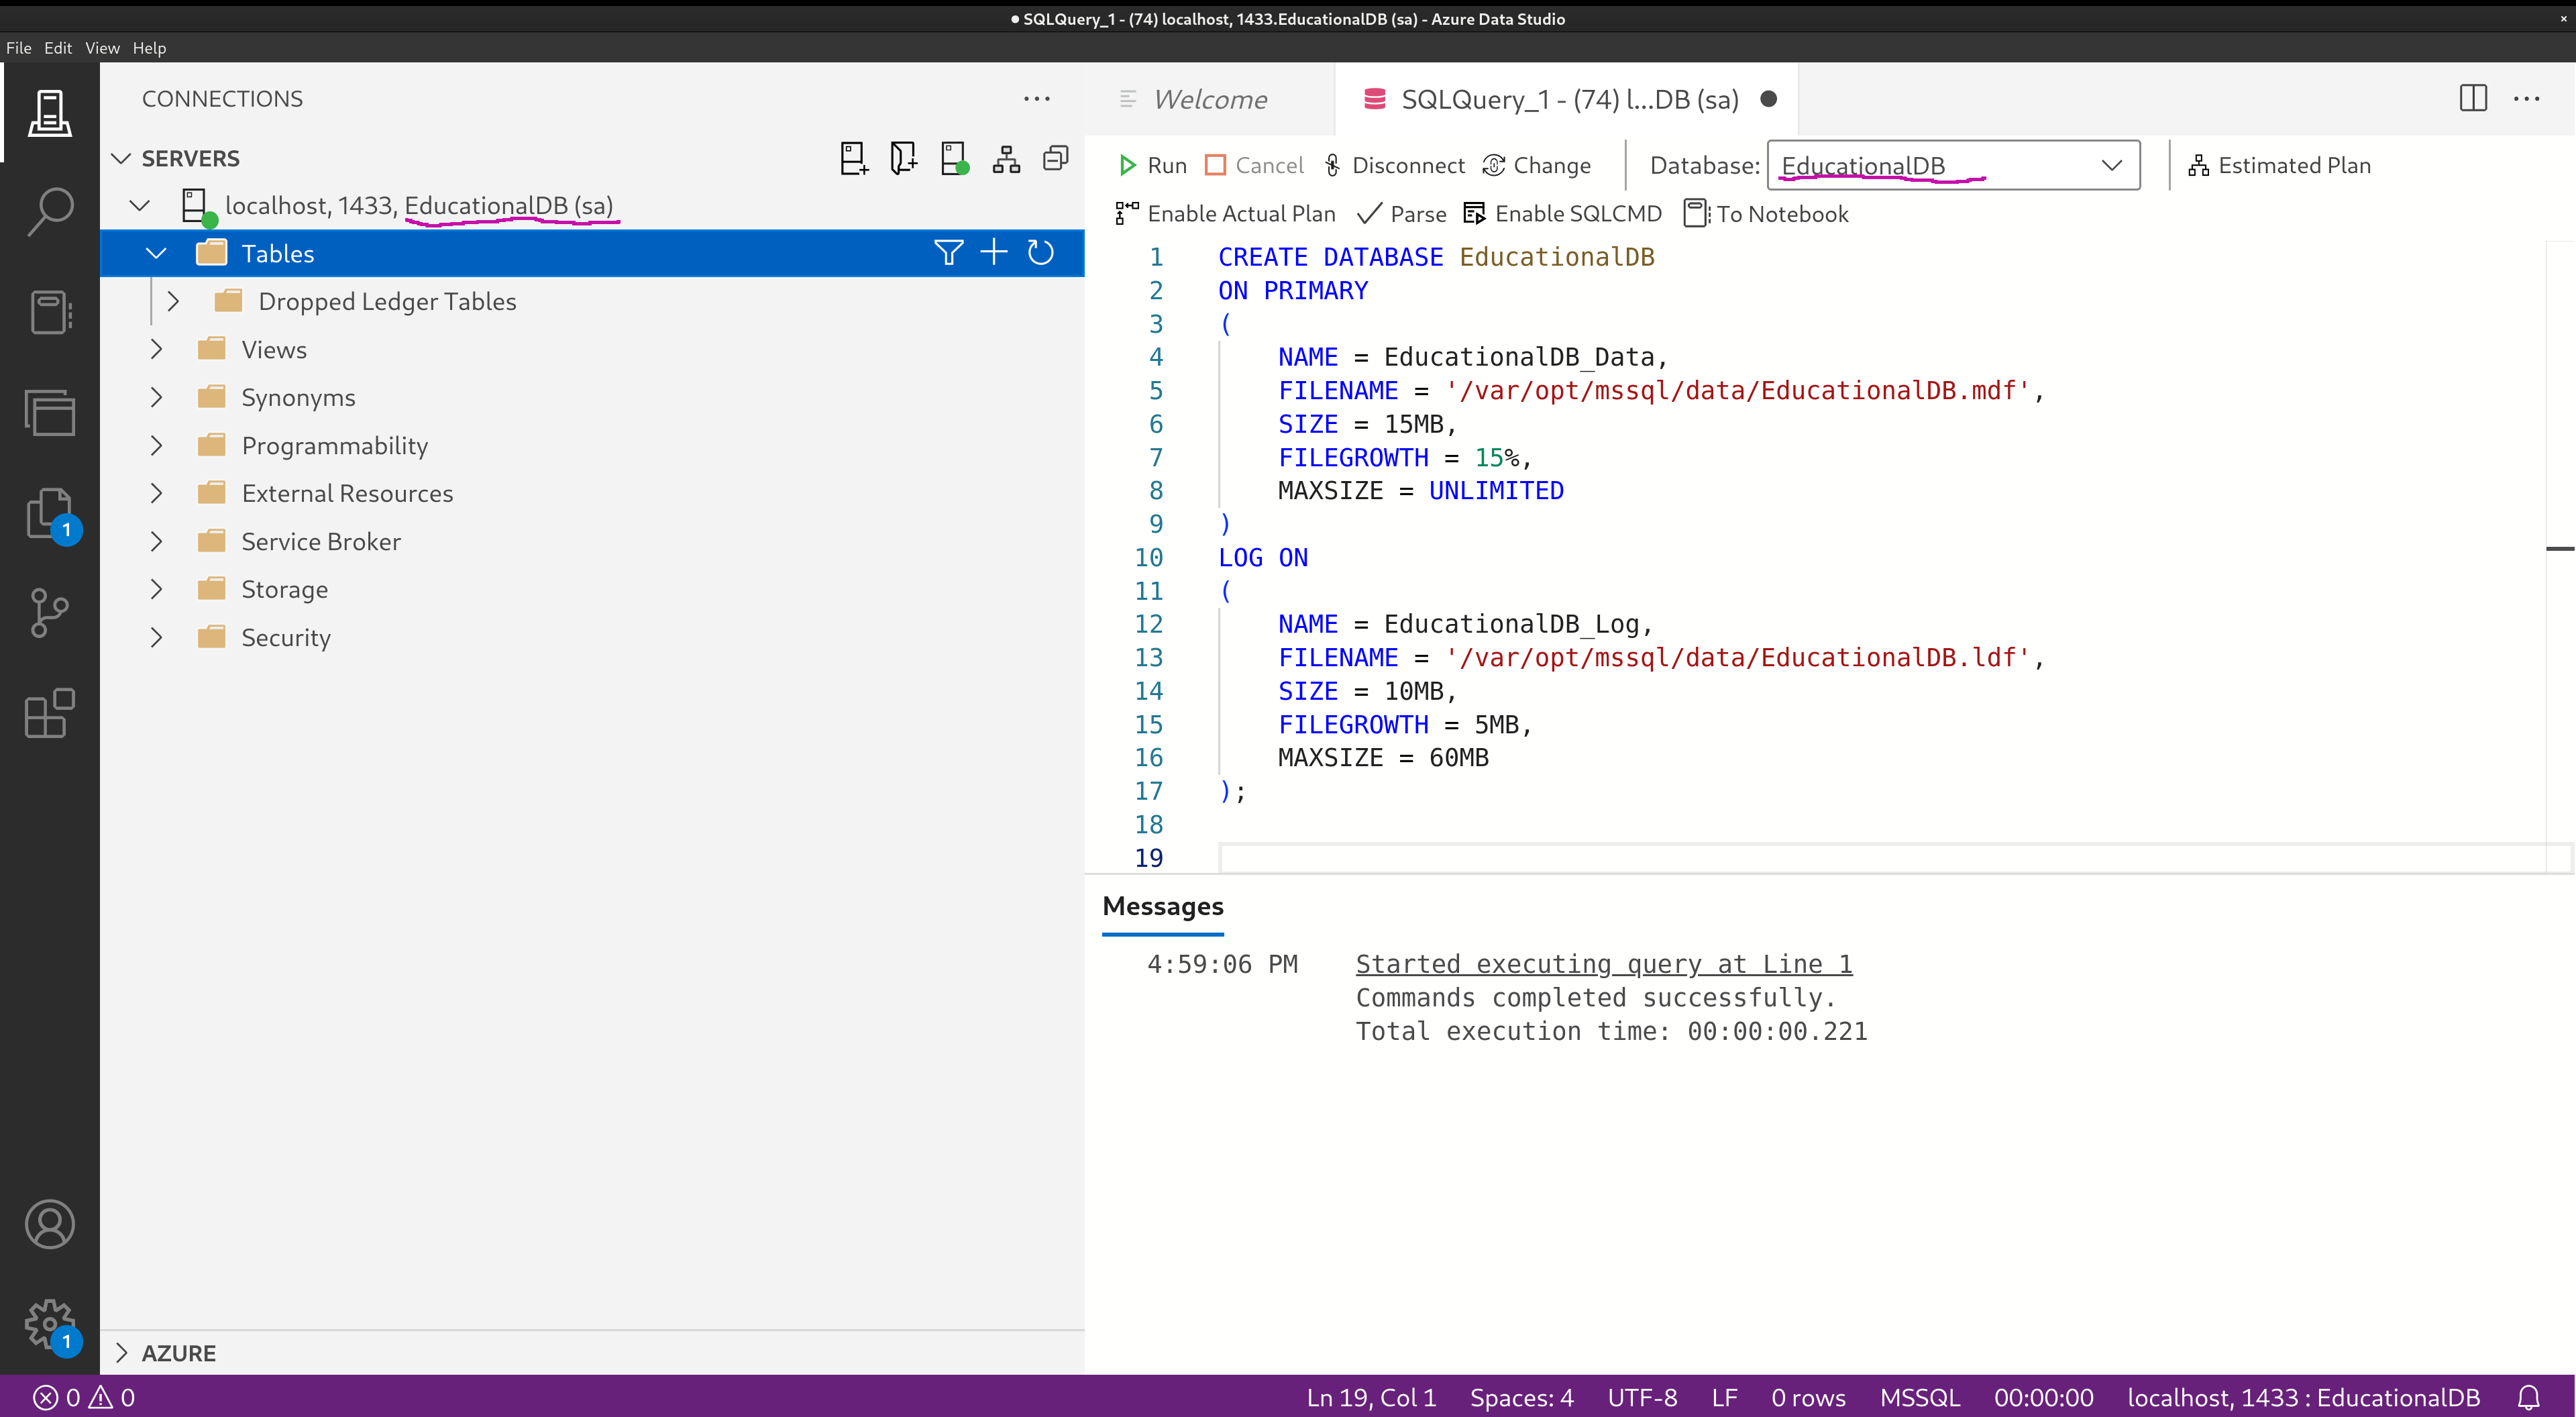 SQLQuery_1 - (74) localhost, 1433.EducationalDB (sa) - Azure Data Studio
File Edit View Help
CONNECTIONS
SERVERS
localhost, 1433, EducationalDB (sa)
Tables
Dropped Ledger Tables
Views
Synonyms
Programmability
External Resources
Service Broker
Storage
Security
AZURE
1
1
Welcome
SQLQuery_1 - (74) l...DB (sa)
Run Cancel Disconnect Change Database: EducationalDB Estimated Plan
Enable Actual Plan Parse Enable SQLCMD To Notebook
1 CREATE DATABASE EducationalDB
2 ON PRIMARY
3 (
4 NAME = EducationalDB_Data,
5 FILENAME = '/var/opt/mssql/data/EducationalDB.mdf',
6 SIZE = 15MB,
7 FILEGROWTH = 15%,
8 MAXSIZE = UNLIMITED
9 )
10 LOG ON
11 (
12 NAME = EducationalDB_Log,
13 FILENAME = '/var/opt/mssql/data/EducationalDB.ldf',
14 SIZE = 10MB,
15 FILEGROWTH = 5MB,
16 MAXSIZE = 60MB
17 );
18
19
Messages
4:59:06 PM Started executing query at Line 1
Commands completed successfully.
Total execution time: 00:00:00.221
0 0 Ln 19, Col 1 Spaces: 4 UTF-8 LF 0 rows MSSQL 00:00:00 localhost, 1433 : EducationalDB